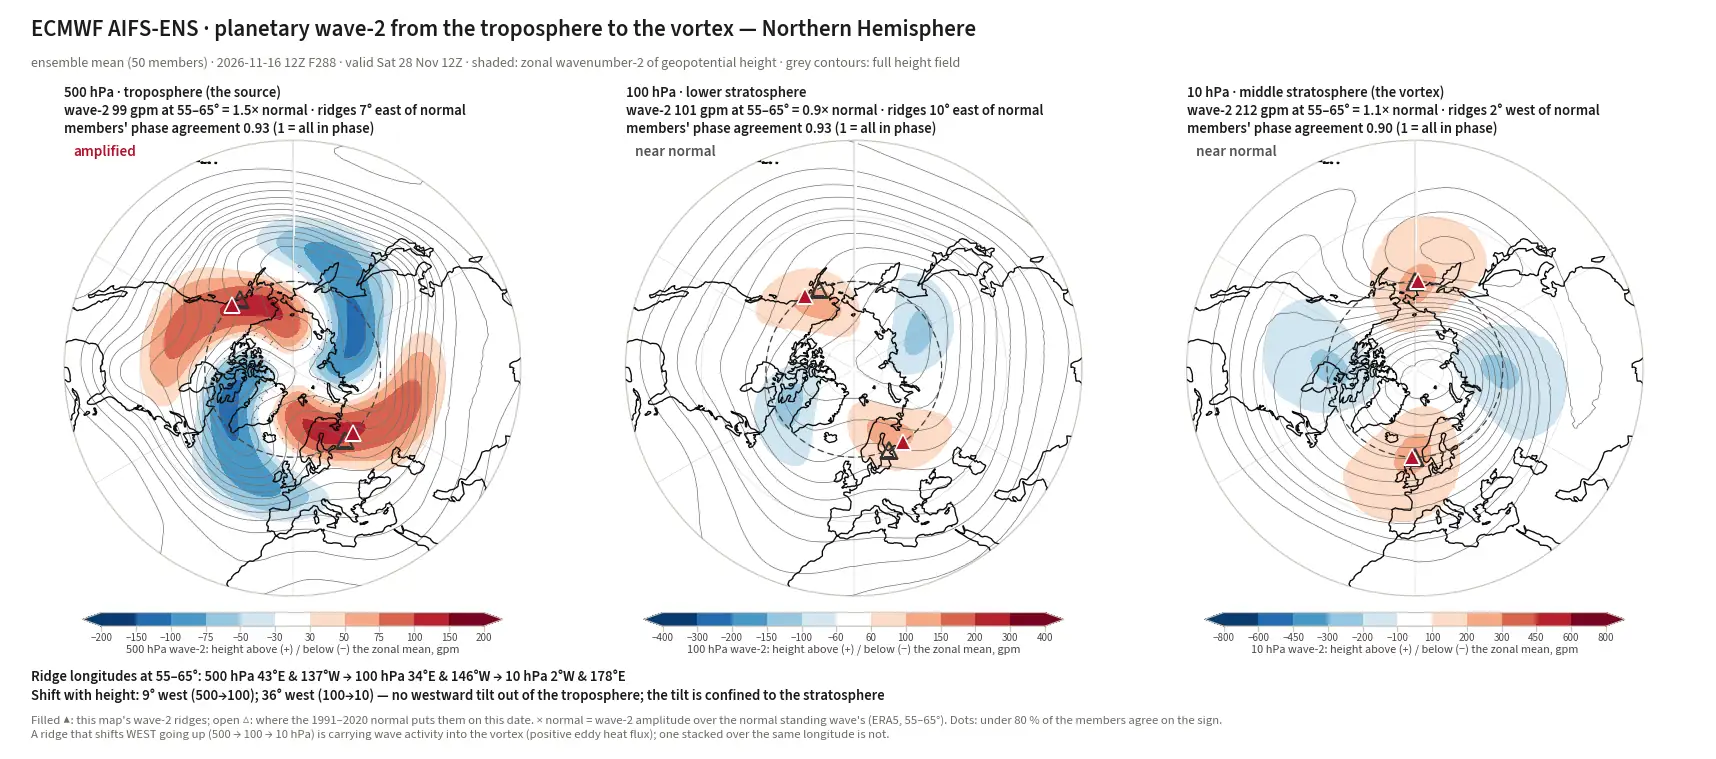 ECMWF AIFS-ENS · planetary wave-2 from the troposphere to the vortex — Northern Hemisphere
ensemble mean (50 members) · 2026-11-16 12Z F288 · valid Sat 28 Nov 12Z · shaded: zonal wavenumber-2 of geopotential height · grey contours: full height field
500 hPa · troposphere (the source)
wave-2 99 gpm at 55–65° = 1.5× normal · ridges 7° east of normal
members' phase agreement 0.93 (1 = all in phase)
amplified
100 hPa · lower stratosphere
wave-2 101 gpm at 55–65° = 0.9× normal · ridges 10° east of normal
members' phase agreement 0.93 (1 = all in phase)
near normal
10 hPa · middle stratosphere (the vortex)
wave-2 212 gpm at 55–65° = 1.1× normal · ridges 2° west of normal
members' phase agreement 0.90 (1 = all in phase)
near normal
−200 −150 −100 −75 −50 −30 30 50 75 100 150 200
500 hPa wave-2: height above (+) / below (−) the zonal mean, gpm
−400 −300 −200 −150 −100 −60 60 100 150 200 300 400
100 hPa wave-2: height above (+) / below (−) the zonal mean, gpm
−800 −600 −450 −300 −200 −100 100 200 300 450 600 800
10 hPa wave-2: height above (+) / below (−) the zonal mean, gpm
Ridge longitudes at 55–65°: 500 hPa 43°E & 137°W → 100 hPa 34°E & 146°W → 10 hPa 2°W & 178°E
Shift with height: 9° west (500→100); 36° west (100→10) — no westward tilt out of the troposphere; the tilt is confined to the stratosphere
Filled ▲: this map's wave-2 ridges; open △: where the 1991–2020 normal puts them on this date. × normal = wave-2 amplitude over the normal standing wave's (ERA5, 55–65°). Dots: under 80 % of the members agree on the sign.
A ridge that shifts WEST going up (500 → 100 → 10 hPa) is carrying wave activity into the vortex (positive eddy heat flux); one stacked over the same longitude is not.